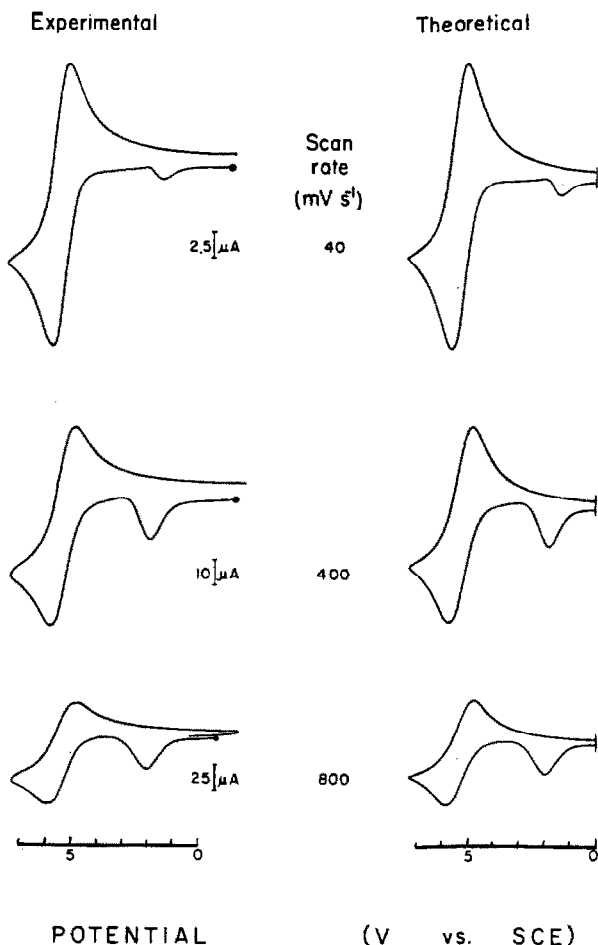 Experimental
Theoretical
Scan
rate
(mV s⁻¹)
2.5 μA
40
10 μA
400
25 μA
800
5 0
5 0
POTENTIAL (V vs. SCE)